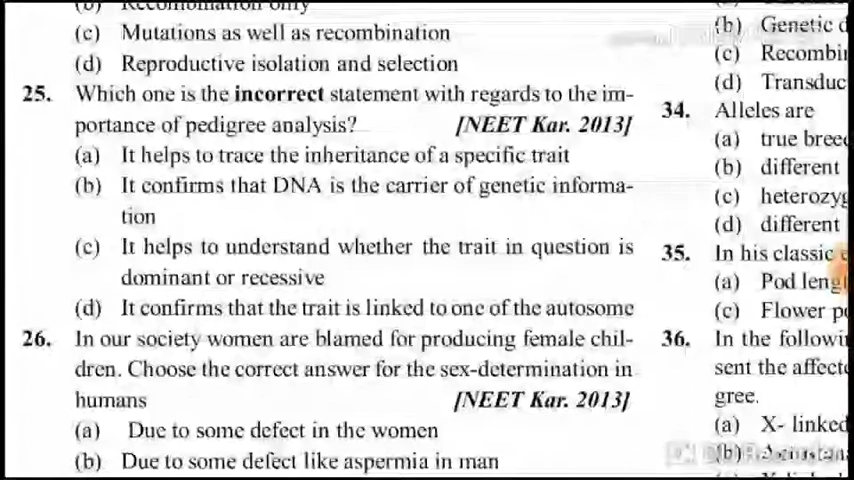 (b) Recombination only
(c) Mutations as well as recombination
(d) Reproductive isolation and selection
25. Which one is the incorrect statement with regards to the im-
portance of pedigree analysis? [NEET Kar. 2013]
(a) It helps to trace the inheritance of a specific trait
(b) It confirms that DNA is the carrier of genetic informa-
tion
(c) It helps to understand whether the trait in question is
dominant or recessive
(d) It confirms that the trait is linked to one of the autosome
26. In our society women are blamed for producing female chil-
dren. Choose the correct answer for the sex-determination in
humans [NEET Kar. 2013]
(a) Due to some defect in the women
(b) Due to some defect like aspermia in man
(b) Genetic d
(c) Recombin
(d) Transduc
34. Alleles are
(a) true bree
(b) different
(c) heterozyg
(d) different
35. In his classic
(a) Pod leng
(c) Flower p
36. In the followi
sent the affect
gree.
(a) X- linked
(b)